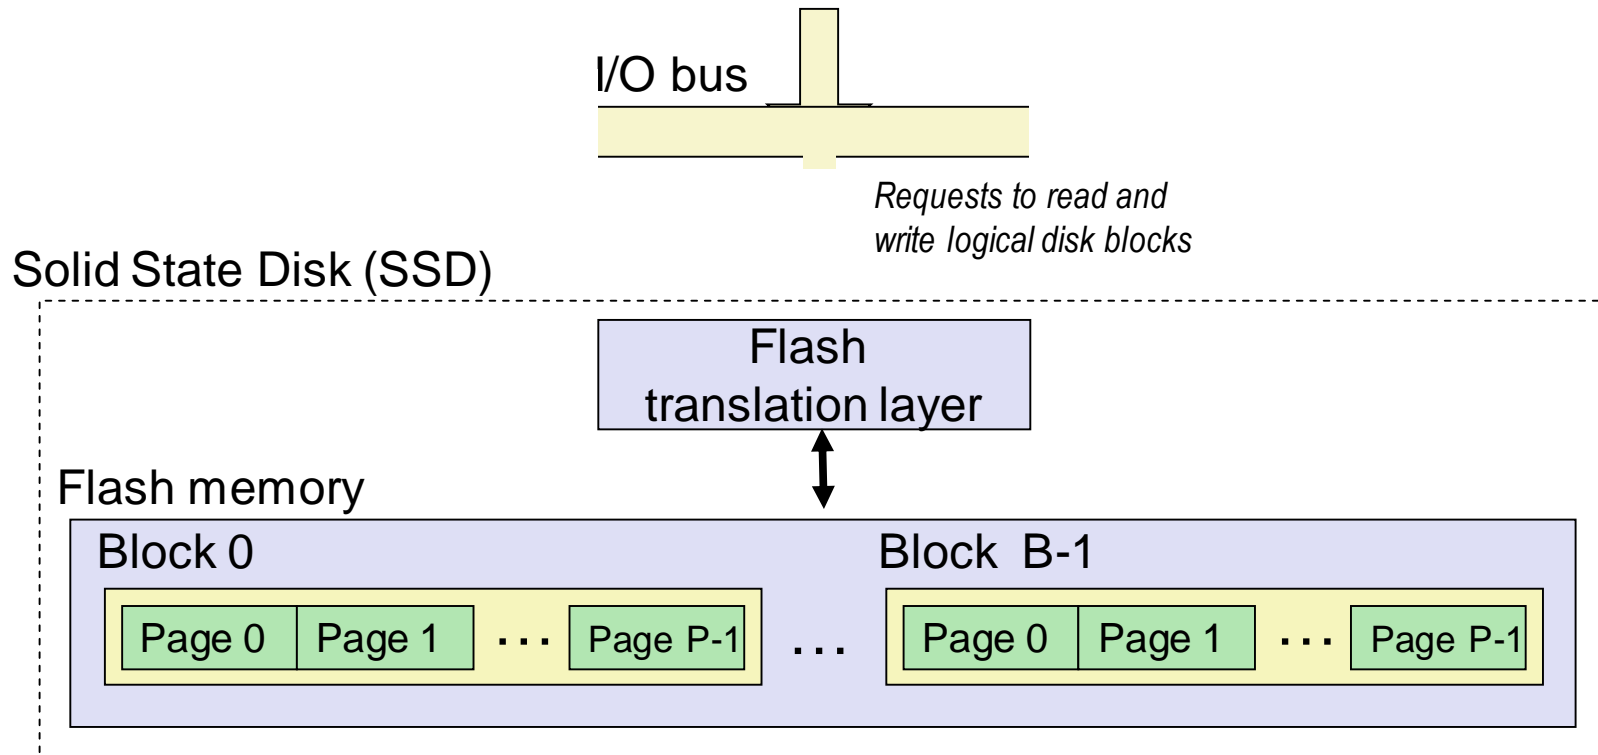 I/O bus
Requests to read and
write logical disk blocks
Solid State Disk (SSD)
Flash
translation layer
Flash memory
Block 0
Block B-1
Page 0 Page 1 ... Page P-1 ... Page 0 Page 1 ... Page P-1